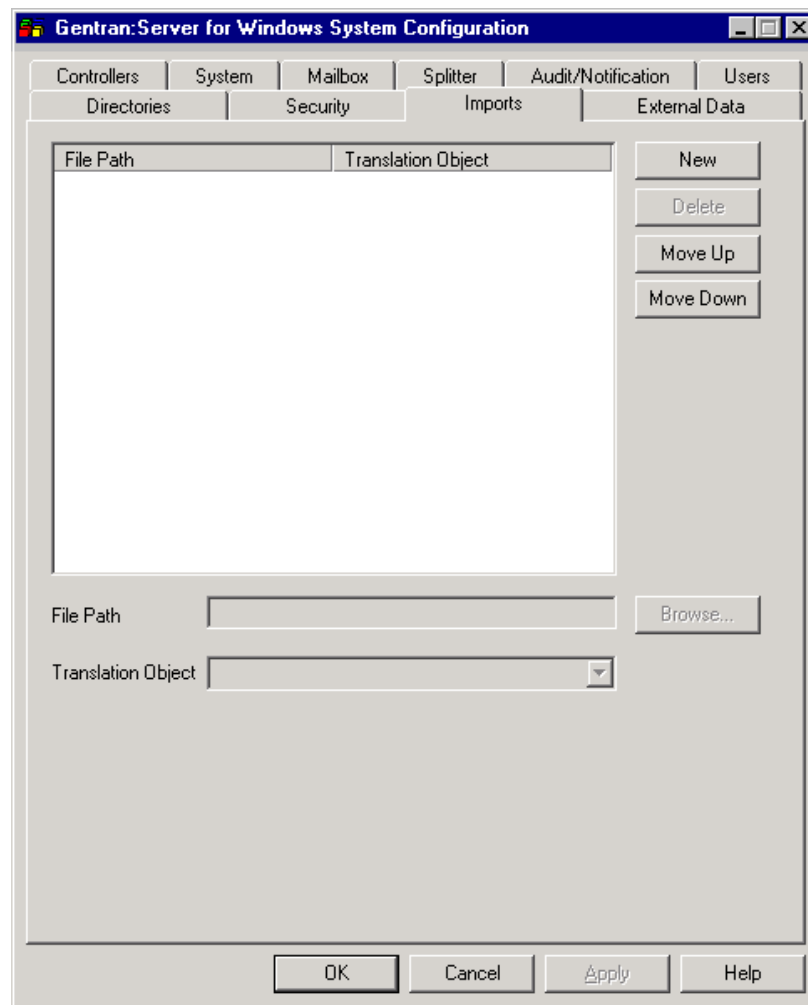 Gentran:Server for Windows System Configuration
Controllers System Mailbox Splitter Audit/Notification Users
Directories Security Imports External Data
File Path Translation Object New
Delete
Move Up
Move Down
File Path Browse...
Translation Object
OK Cancel Apply Help